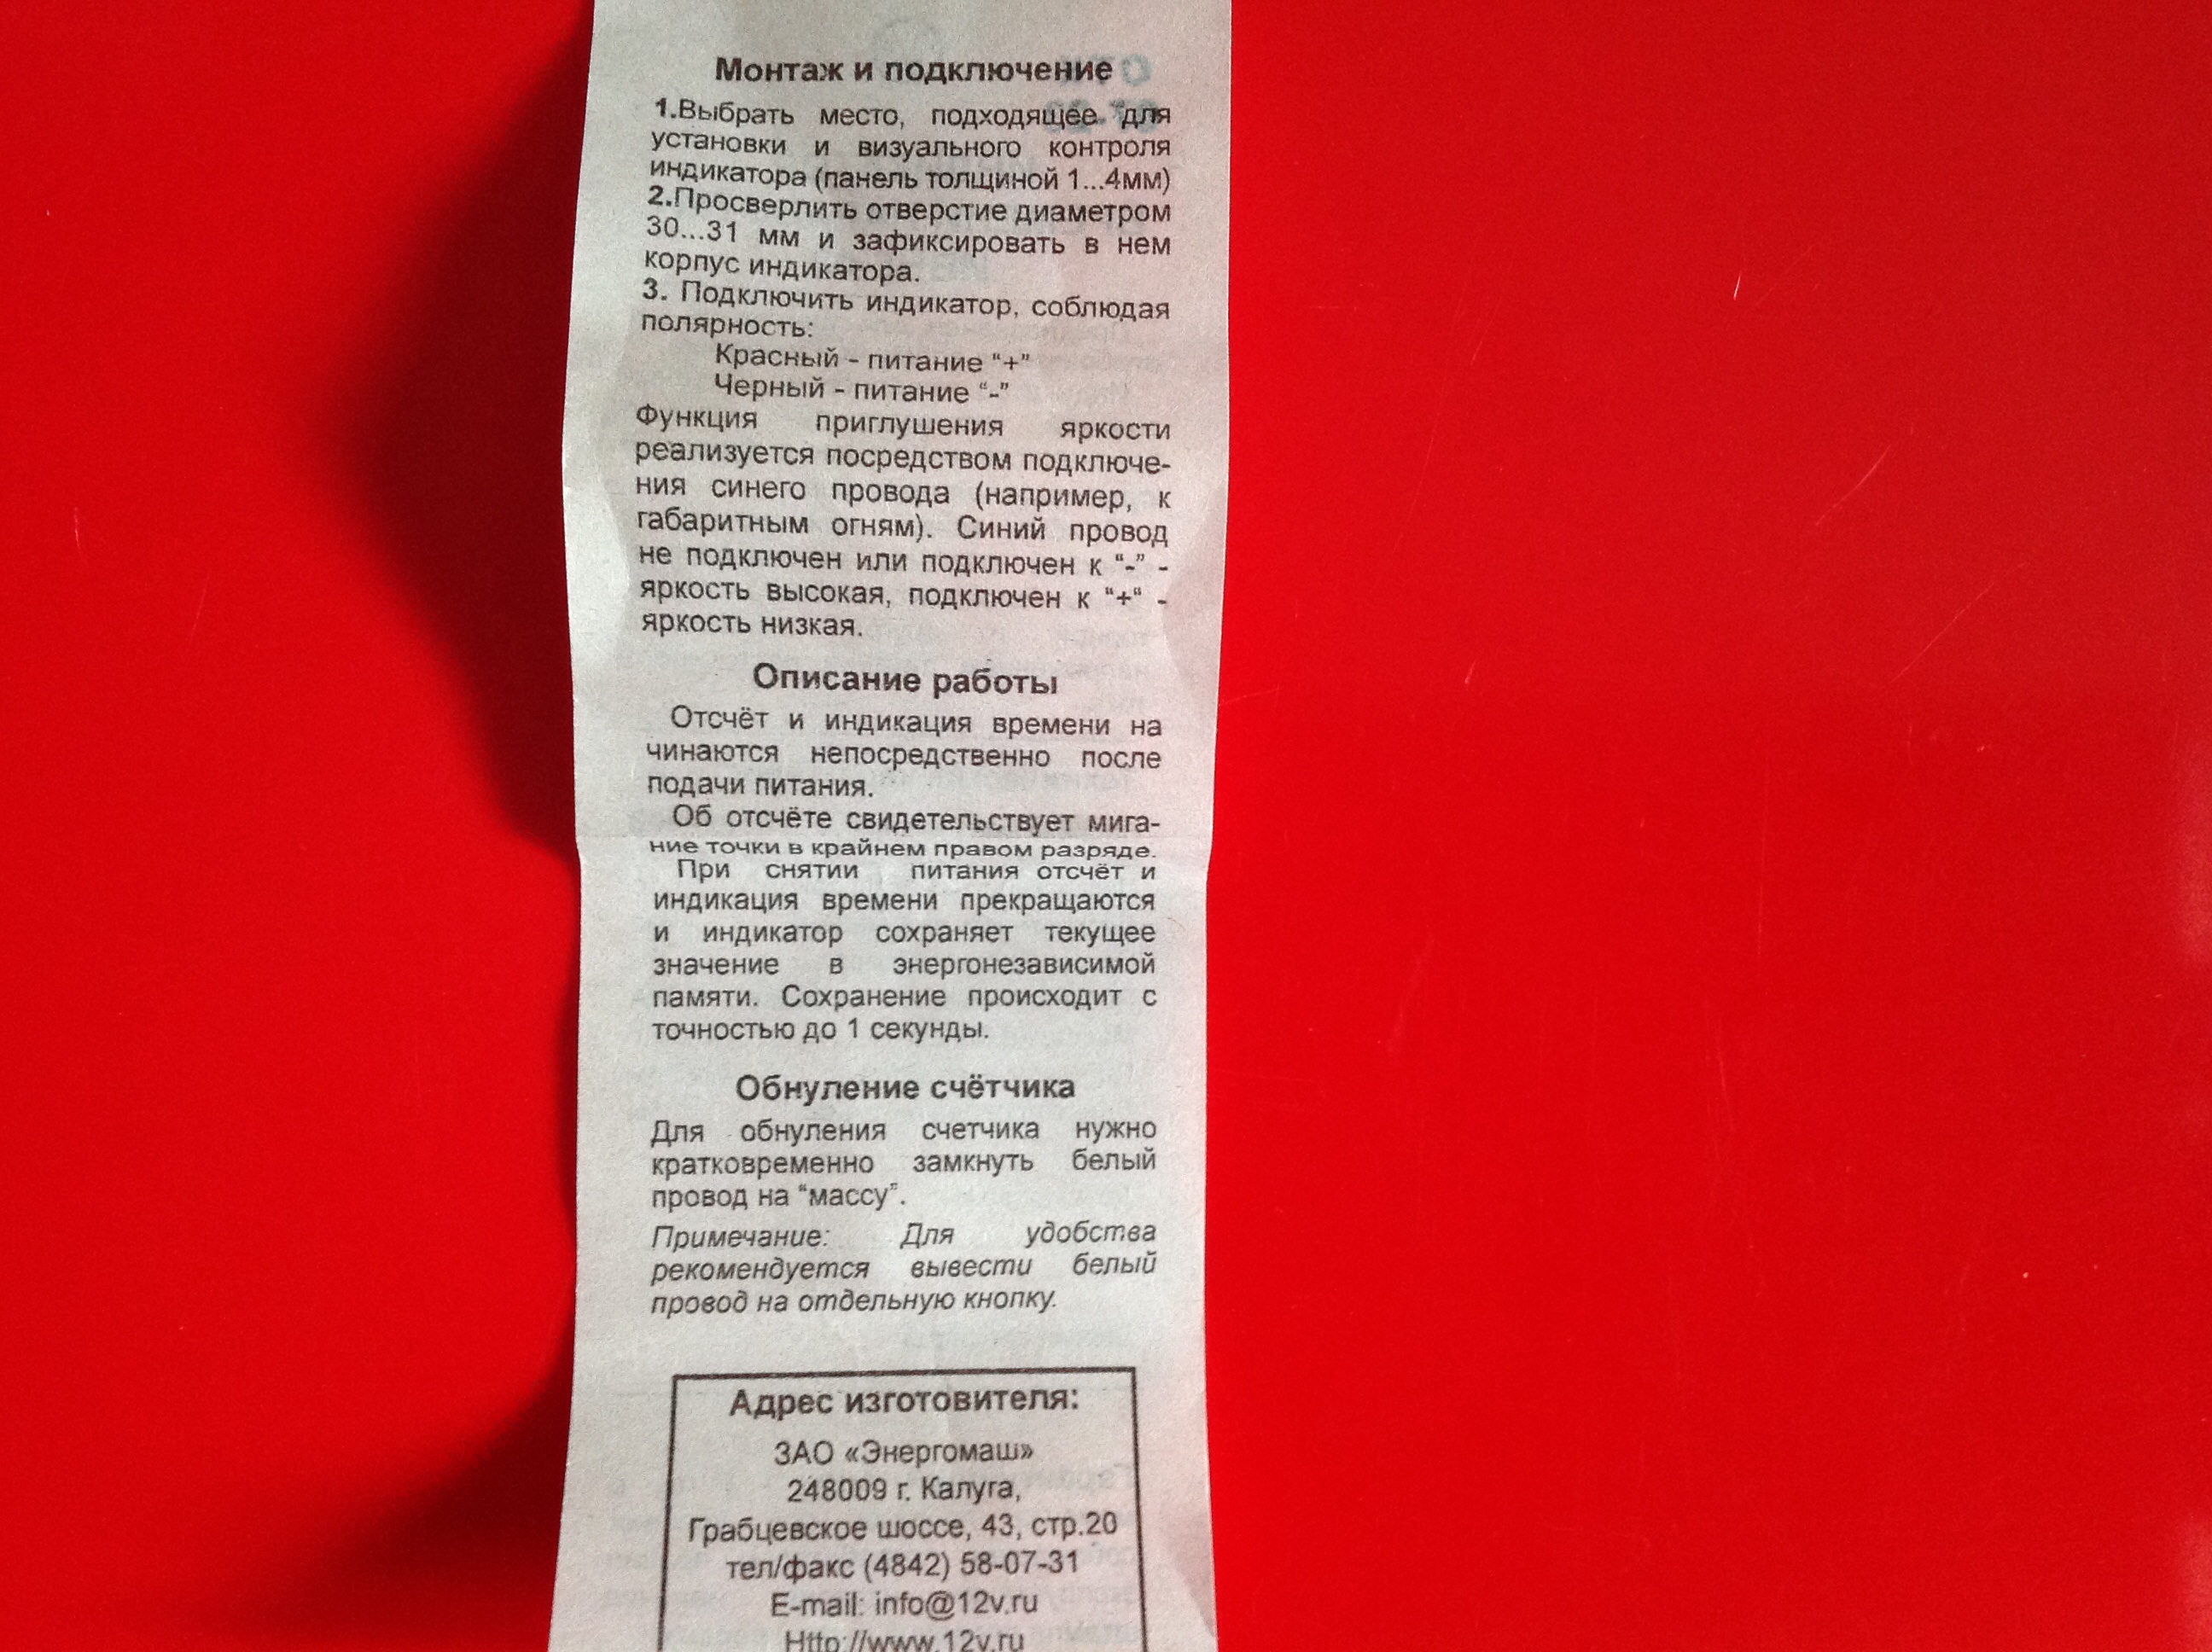 Монтаж и подключение
1.Выбрать место, подходящее для
установки и визуального контроля
индикатора (панель толщиной 1...4мм)
2.Просверлить отверстие диаметром
30...31 мм и зафиксировать в нем
корпус индикатора.
3. Подключить индикатор, соблюдая
полярность:
Красный - питание “+”
Черный - питание “-”
Функция приглушения яркости
реализуется посредством подключе-
ния синего провода (например, к
габаритным огням). Синий провод
не подключен или подключен к “-” -
яркость высокая, подключен к “+“ -
яркость низкая.
Описание работы
Отсчёт и индикация времени на
чинаются непосредственно после
подачи питания.
Об отсчёте свидетельствует мига-
ние точки в крайнем правом разряде.
При снятии питания отсчёт и
индикация времени прекращаются
и индикатор сохраняет текущее
значение в энергонезависимой
памяти. Сохранение происходит с
точностью до 1 секунды.
Обнуление счётчика
Для обнуления счетчика нужно
кратковременно замкнуть белый
провод на “массу”.
Примечание: Для удобства
рекомендуется вывести белый
провод на отдельную кнопку.
Адрес изготовителя:
ЗАО «Энергомаш»
248009 г. Калуга,
Грабцевское шоссе, 43, стр.20
тел/факс (4842) 58-07-31
E-mail: info@12v.ru
Http://www.12v.ru